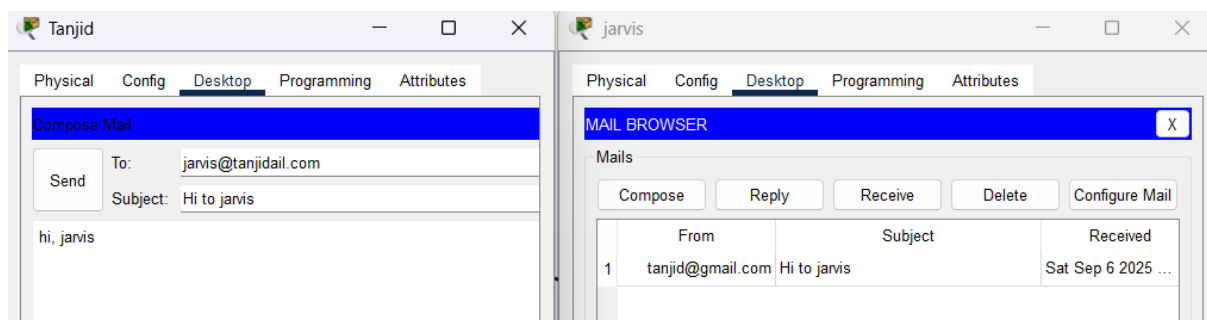 Tanjid
Physical Config Desktop Programming Attributes
Compose Mail
Send
To: jarvis@tanjidail.com
Subject: Hi to jarvis
hi, jarvis
jarvis
Physical Config Desktop Programming Attributes
MAIL BROWSER X
Mails
Compose Reply Receive Delete Configure Mail
From Subject Received
1 tanjid@gmail.com Hi to jarvis Sat Sep 6 2025 ...